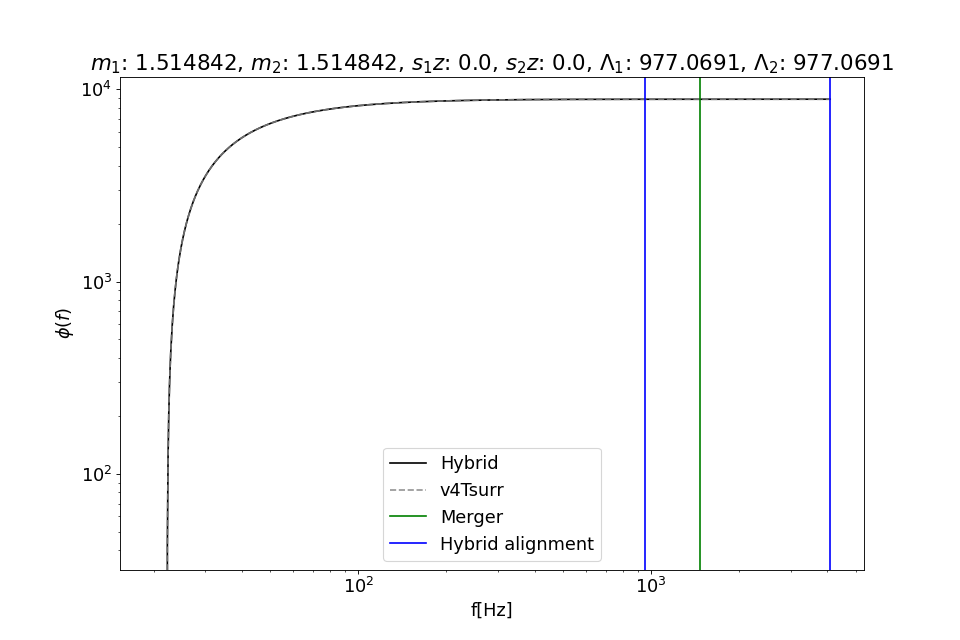 m₁: 1.514842, m₂: 1.514842, s₁z: 0.0, s₂z: 0.0, Λ₁: 977.0691, Λ₂: 977.0691
10⁴
10³
10²
ϕ(f)
Hybrid
v4Tsurr
Merger
Hybrid alignment
10² 10³
f[Hz]